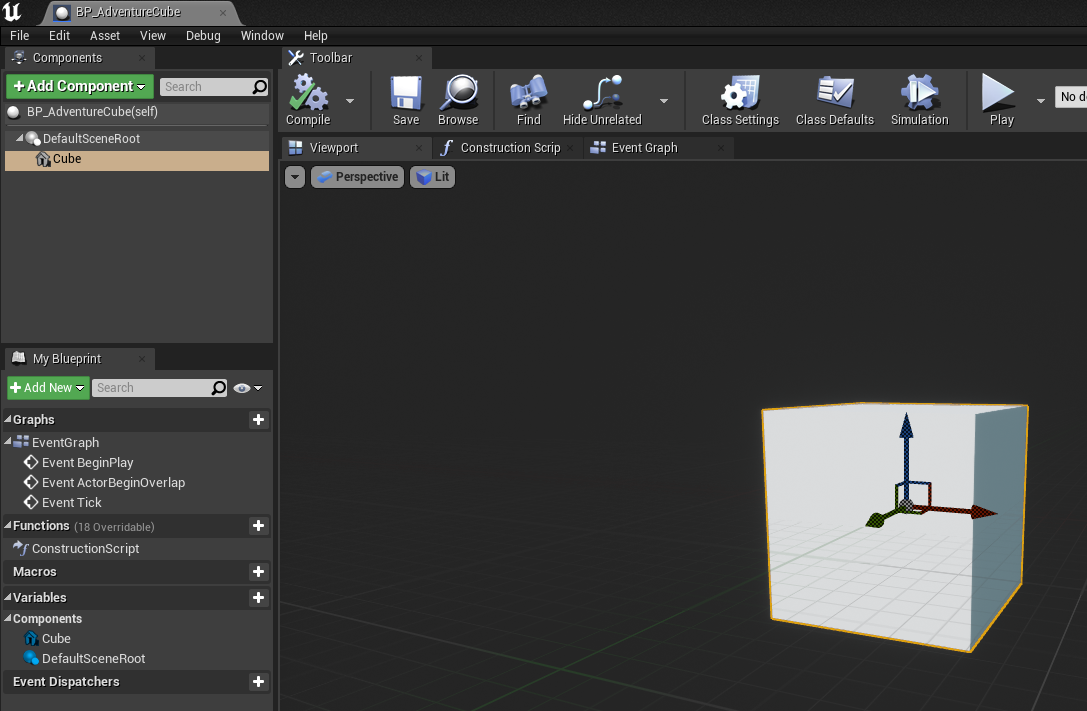 BP_AdventureCube
File Edit Asset View Debug Window Help
Components
Add Component
Search
BP_AdventureCube(self)
DefaultSceneRoot
Cube
My Blueprint
Add New
Search
Graphs
EventGraph
Event BeginPlay
Event ActorBeginOverlap
Event Tick
Functions (18 Overridable)
ConstructionScript
Macros
Variables
Components
Cube
DefaultSceneRoot
Event Dispatchers
Toolbar
Compile
Save
Browse
Find
Hide Unrelated
Class Settings
Class Defaults
Simulation
Play
No de
Viewport
Construction Scrip
Event Graph
Perspective
Lit